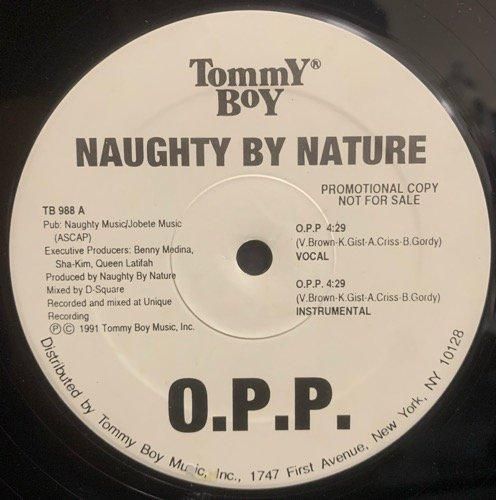 Tommy®
Boy
NAUGHTY BY NATURE
PROMOTIONAL COPY
NOT FOR SALE
TB 988 A
Pub: Naughty Music/Jobete Music
(ASCAP)
Executive Producers: Benny Medina,
Sha-Kim, Queen Latifah
Produced by Naughty By Nature
Mixed by D-Square
Recorded and mixed at Unique
Recording
℗ © 1991 Tommy Boy Music, Inc.
O.P.P 4:29
(V.Brown-K.Gist-A.Criss-B.Gordy)
VOCAL
O.P.P. 4:29
(V.Brown-K.Gist-A.Criss-B.Gordy)
INSTRUMENTAL
O.P.P.
Distributed by Tommy Boy Music, Inc., 1747 First Avenue, New York, NY 10128